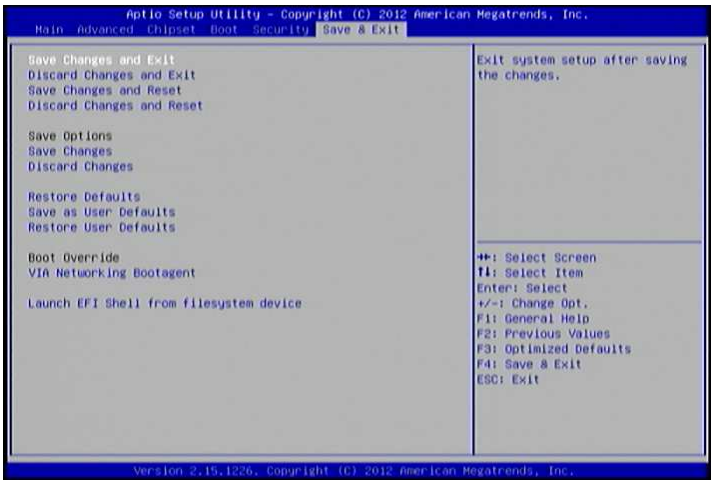 Aptio Setup Utility - Copyright (C) 2012 American Megatrends, Inc.
Main Advanced Chipset Boot Security Save & Exit
Save Changes and Exit
Discard Changes and Exit
Save Changes and Reset
Discard Changes and Reset
Save Options
Save Changes
Discard Changes
Restore Defaults
Save as User Defaults
Restore User Defaults
Boot Override
VIA Networking Bootagent
Launch EFI Shell from filesystem device
Exit system setup after saving
the changes.
→←: Select Screen
↑↓: Select Item
Enter: Select
+/-: Change Opt.
F1: General Help
F2: Previous Values
F3: Optimized Defaults
F4: Save & Exit
ESC: Exit
Version 2.15.1226. Copyright (C) 2012 American Megatrends, Inc.